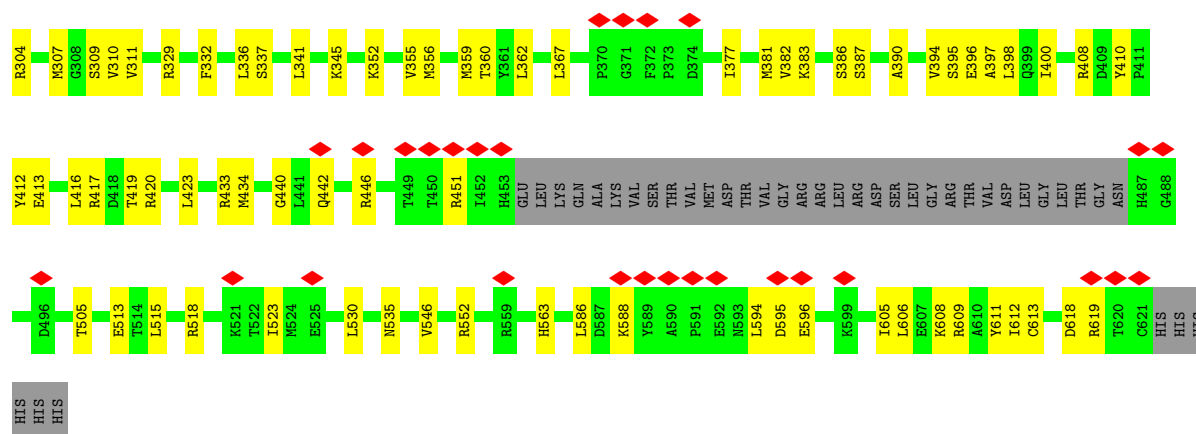 R304 M307 G308 S309 V310 V311 R329 F332 L336 S337 L341 K345 K352 V355 M356 M359 T360 Y361 L362 L367 P370 G371 F372 P373 D374 I377 M381 V382 K383 S386 S387 A390 V394 S395 E396 A397 L398 Q399 I400 R408 D409 Y410 P411
Y412 E413 L416 R417 D418 T419 R420 L423 R433 M434 G440 L441 Q442 R446 T449 T450 R451 I452 H453 GLU LEU LYS GLN ALA LYS VAL SER THR VAL MET ASP THR VAL GLY ARG ARG LEU ARG ASP SER LEU GLY ARG THR VAL ASP LEU GLY LEU THR GLY ASN H487 G488
D496 T505 E513 T514 L515 R518 K521 T522 I523 M524 E525 L530 N535 V546 R552 R559 H563 L586 D587 K588 Y589 A590 P591 E592 N593 L594 D595 E596 K599 I605 L606 E607 K608 R609 A610 Y611 I612 C613 D618 R619 T620 C621 HIS HIS HIS
HIS HIS HIS